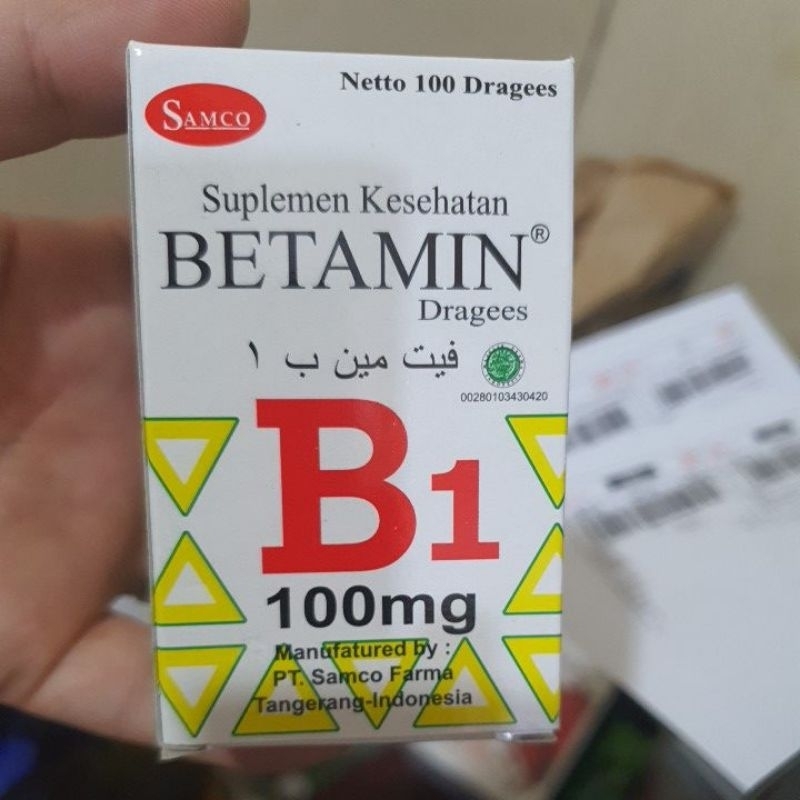 SAMCO
Netto 100 Dragees
Suplemen Kesehatan
BETAMIN®
Dragees
فيت مين ب ١
00280103430420
B1
100mg
Manufatured by :
PT. Samco Farma
Tangerang-Indonesia